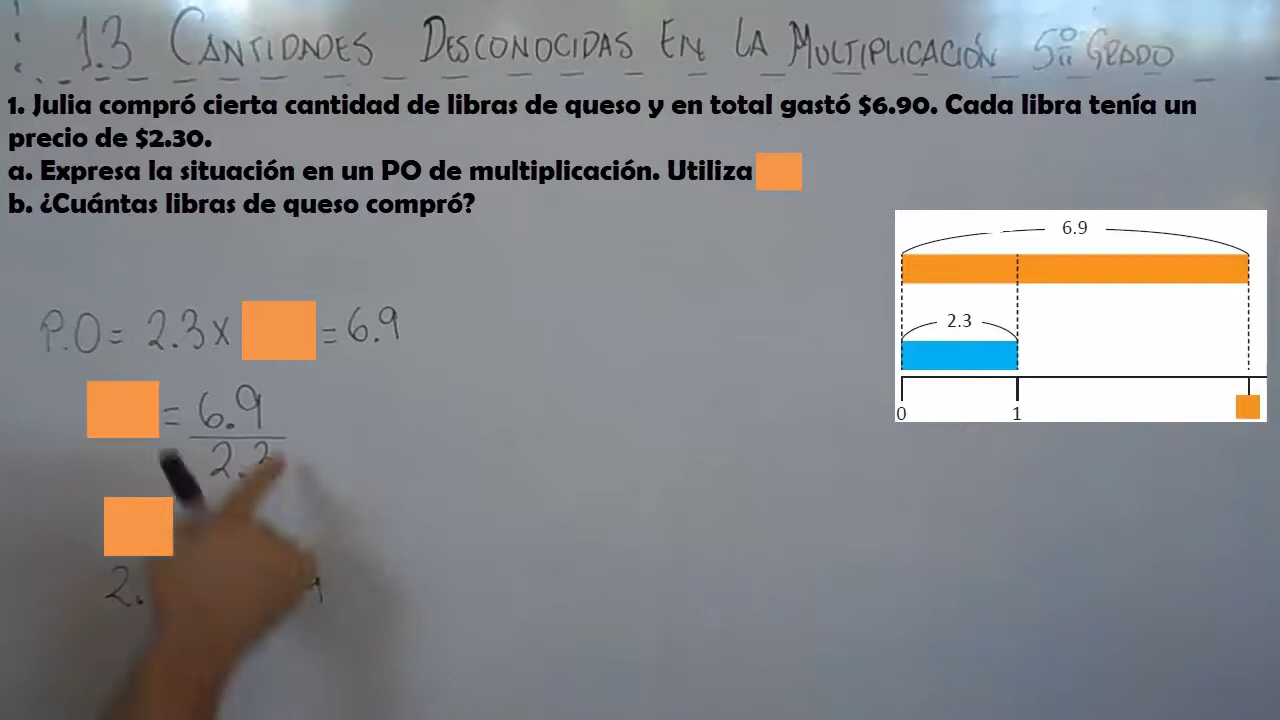 1.3 CANTIDADES DESCONOCIDAS EN LA MULTIPLICACIÓN 5º GRADO
1. Julia compró cierta cantidad de libras de queso y en total gastó $6.90. Cada libra tenía un
precio de $2.30.
a. Expresa la situación en un PO de multiplicación. Utiliza
b. ¿Cuántas libras de queso compró?
6.9
2.3
0 1
P.O = 2.3 x = 6.9
= 6.9
2.3
2.